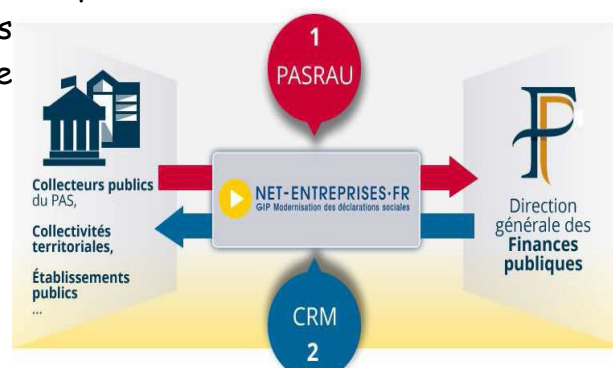 s
e
1
PASRAU
Collecteurs publics
du PAS,
Collectivités
territoriales,
Établissements
publics
...
NET-ENTREPRISES·FR
GIP Modernisation des déclarations sociales
Direction
générale des
Finances
publiques
CRM
2